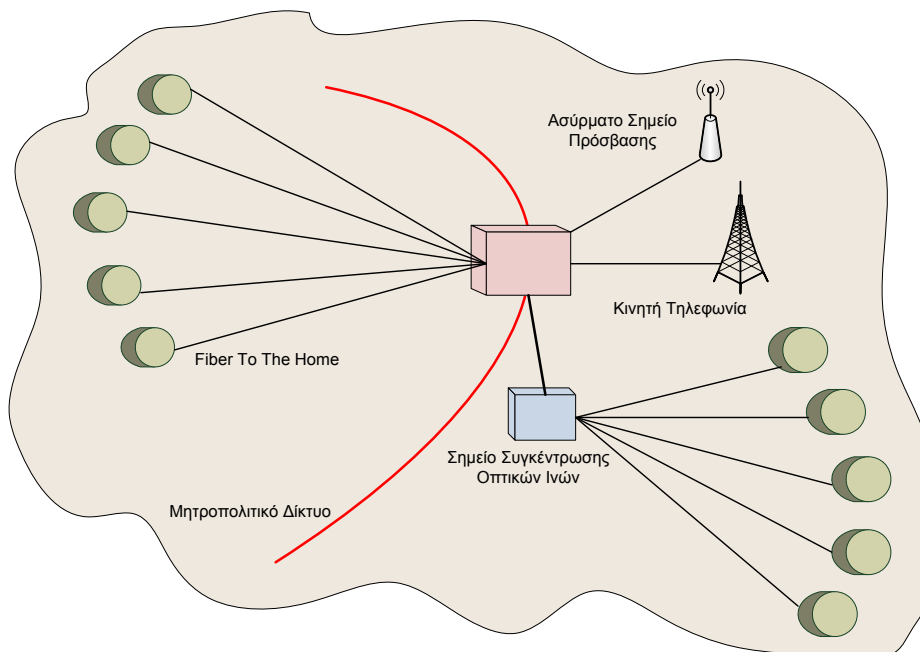 Ασύρματο Σημείο
Πρόσβασης
Κινητή Τηλεφωνία
Fiber To The Home
Σημείο Συγκέντρωσης
Οπτικών Ινών
Μητροπολιτικό Δίκτυο